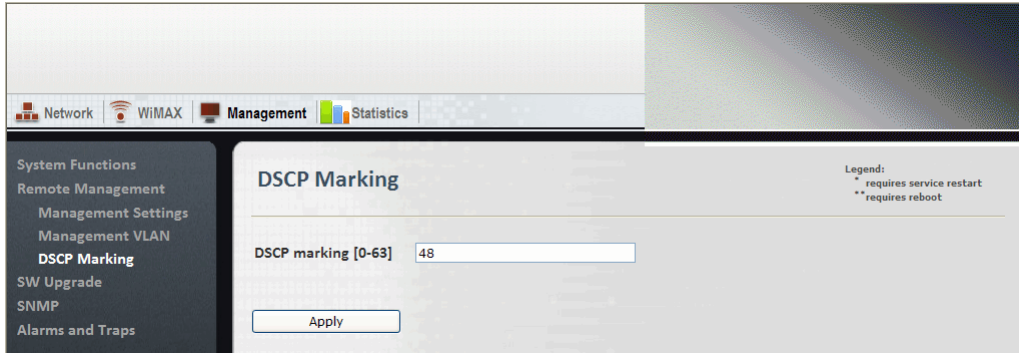 Network WiMAX Management Statistics
System Functions
Remote Management
Management Settings
Management VLAN
DSCP Marking
SW Upgrade
SNMP
Alarms and Traps
DSCP Marking
Legend:
* requires service restart
** requires reboot
DSCP marking [0-63] 48
Apply